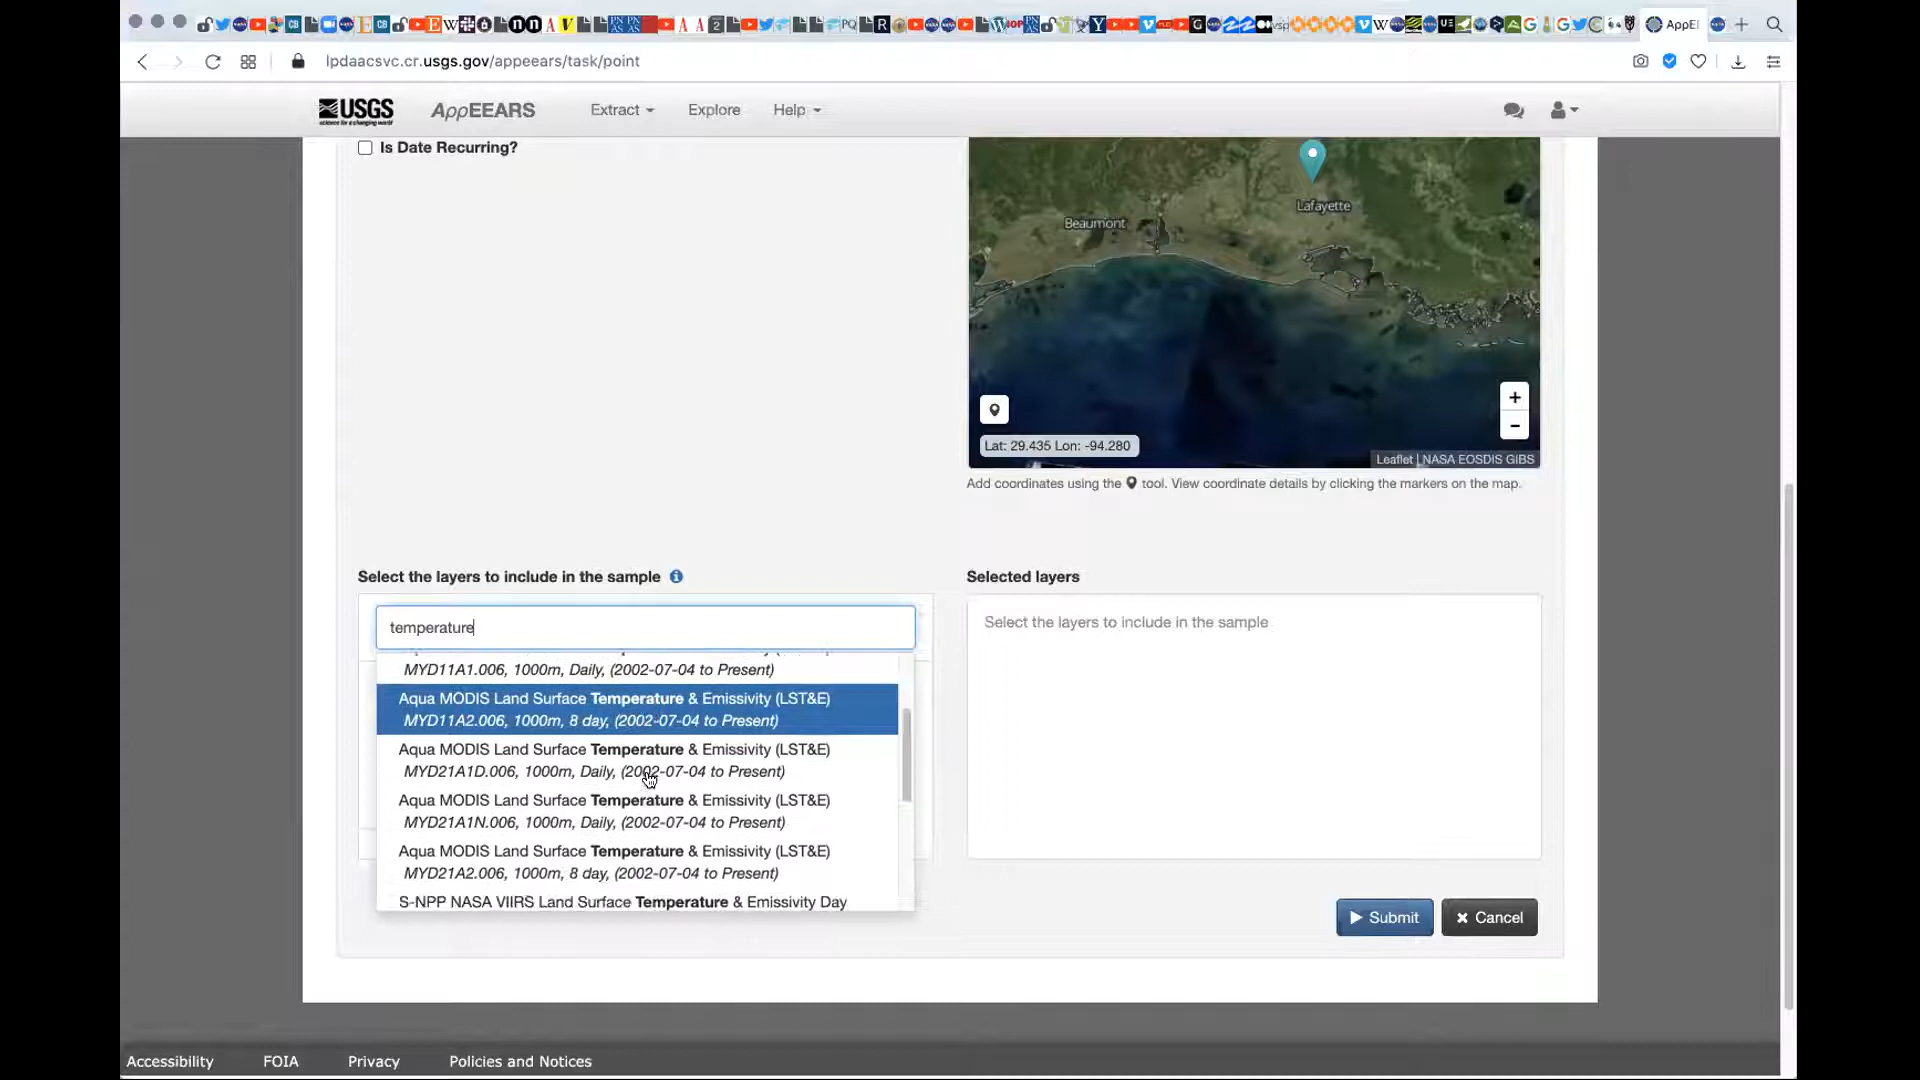 lpdaacsvc.cr.usgs.gov/appeears/task/point
AppEE
USGS
science for a changing world
AppEEARS
Extract
Explore
Help
Is Date Recurring?
Lafayette
Beaumont
+
−
Lat: 29.435 Lon: -94.280
Leaflet | NASA EOSDIS GIBS
Add coordinates using the tool. View coordinate details by clicking the markers on the map.
Select the layers to include in the sample
Selected layers
temperature
Select the layers to include in the sample
MYD11A1.006, 1000m, Daily, (2002-07-04 to Present)
Aqua MODIS Land Surface Temperature & Emissivity (LST&E)
MYD11A2.006, 1000m, 8 day, (2002-07-04 to Present)
Aqua MODIS Land Surface Temperature & Emissivity (LST&E)
MYD21A1D.006, 1000m, Daily, (2002-07-04 to Present)
Aqua MODIS Land Surface Temperature & Emissivity (LST&E)
MYD21A1N.006, 1000m, Daily, (2002-07-04 to Present)
Aqua MODIS Land Surface Temperature & Emissivity (LST&E)
MYD21A2.006, 1000m, 8 day, (2002-07-04 to Present)
S-NPP NASA VIIRS Land Surface Temperature & Emissivity Day
Submit
Cancel
Accessibility
FOIA
Privacy
Policies and Notices